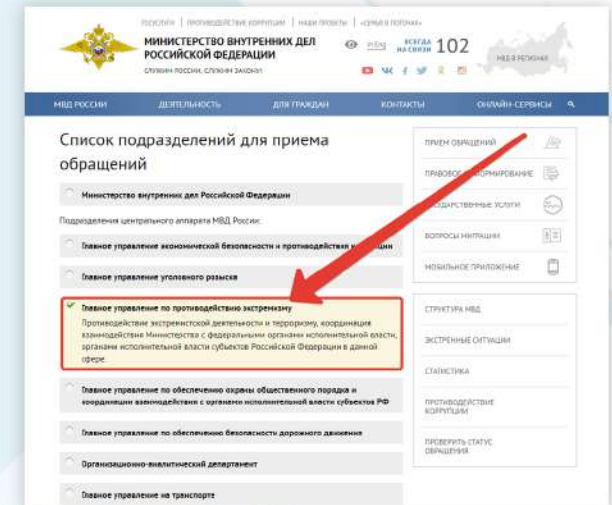 ГОСУСЛУГИ | ПРОТИВОДЕЙСТВИЕ КОРРУПЦИИ | НАШИ ПРОЕКТЫ | «СЕМЬЯ В ПОГОНАХ»
МИНИСТЕРСТВО ВНУТРЕННИХ ДЕЛ
РОССИЙСКОЙ ФЕДЕРАЦИИ
СЛУЖИМ РОССИИ, СЛУЖИМ ЗАКОНУ!
in Eng
ВСЕГДА
НА СВЯЗИ 102
МВД В РЕГИОНАХ
МВД РОССИИ ДЕЯТЕЛЬНОСТЬ ДЛЯ ГРАЖДАН КОНТАКТЫ ОНЛАЙН-СЕРВИСЫ
Список подразделений для приема
обращений
Министерство внутренних дел Российской Федерации
Подразделения центрального аппарата МВД России:
Главное управление экономической безопасности и противодействия
Главное управление уголовного розыска
Главное управление по противодействию экстремизму
Противодействие экстремистской деятельности и терроризму, координация
взаимодействия Министерства с федеральными органами исполнительной власти,
органами исполнительной власти субъектов Российской Федерации в данной
сфере.
Главное управление по обеспечению охраны общественного порядка и
координации взаимодействия с органами исполнительной власти субъектов РФ
Главное управление по обеспечению безопасности дорожного движения
Организационно-аналитический департамент
Главное управление на транспорте
ПРИЕМ ОБРАЩЕНИЙ
ПРАВОВОЕ
УСЛУГИ
ВОПРОСЫ МИГРАЦИИ
МОБИЛЬНОЕ ПРИЛОЖЕНИЕ
СТРУКТУРА МВД
ЭКСТРЕННЫЕ СИТУАЦИИ
СТАТИСТИКА
ПРОТИВОДЕЙСТВИЕ
КОРРУПЦИИ
ПРОВЕРИТЬ СТАТУС
ОБРАЩЕНИЯ